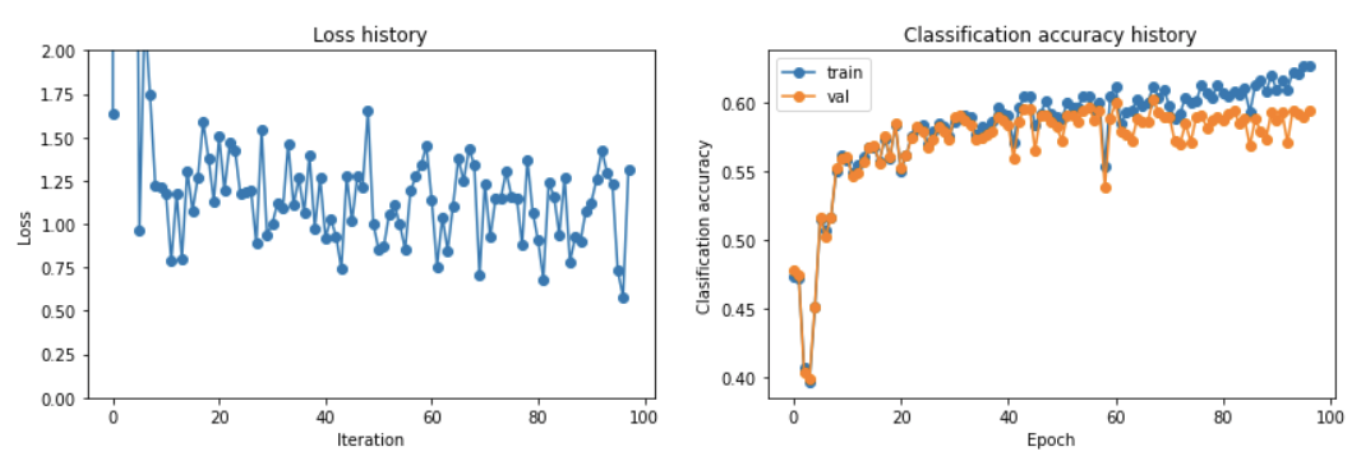 Loss history
2.00
1.75
1.50
1.25
1.00
0.75
0.50
0.25
0.00
Loss
0 20 40 60 80 100
Iteration
Classification accuracy history
train
val
0.60
0.55
0.50
0.45
0.40
Clasification accuracy
0 20 40 60 80 100
Epoch